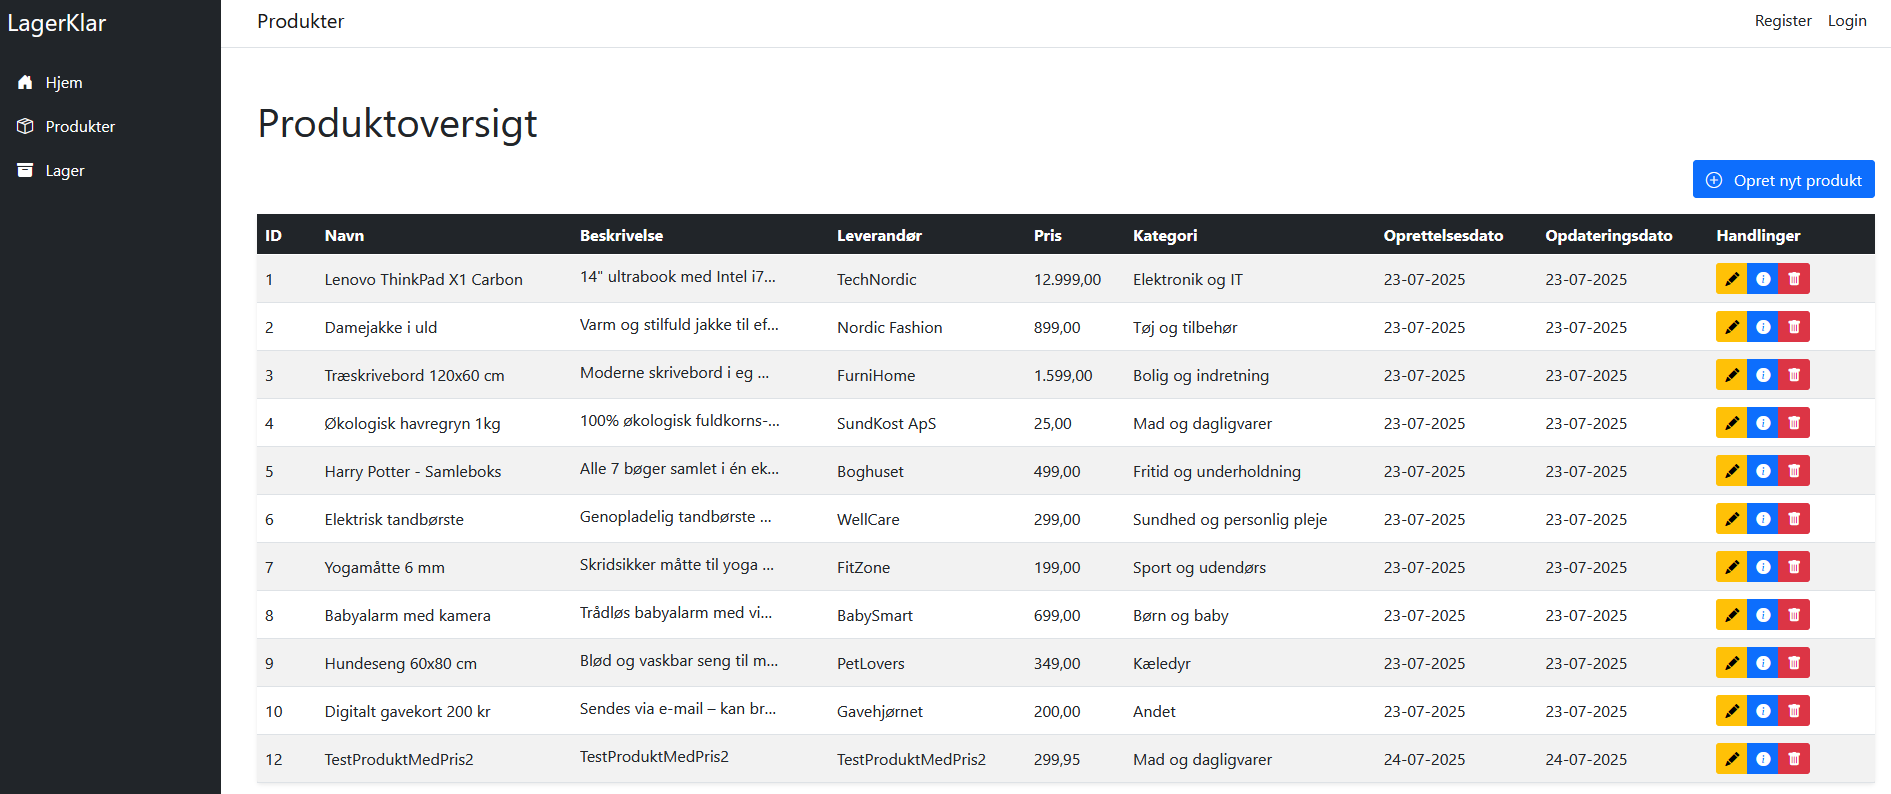 LagerKlar
Produkter
Register Login
Hjem
Produkter
Lager
Produktoversigt
Opret nyt produkt
ID Navn Beskrivelse Leverandør Pris Kategori Oprettelsesdato Opdateringsdato Handlinger
1 Lenovo ThinkPad X1 Carbon 14" ultrabook med Intel i7... TechNordic 12.999,00 Elektronik og IT 23-07-2025 23-07-2025
2 Damejakke i uld Varm og stilfuld jakke til ef... Nordic Fashion 899,00 Tøj og tilbehør 23-07-2025 23-07-2025
3 Træskrivebord 120x60 cm Moderne skrivebord i eg ... FurniHome 1.599,00 Bolig og indretning 23-07-2025 23-07-2025
4 Økologisk havregryn 1kg 100% økologisk fuldkorns-... SundKost ApS 25,00 Mad og dagligvarer 23-07-2025 23-07-2025
5 Harry Potter - Samleboks Alle 7 bøger samlet i én ek... Boghuset 499,00 Fritid og underholdning 23-07-2025 23-07-2025
6 Elektrisk tandbørste Genopladelig tandbørste ... WellCare 299,00 Sundhed og personlig pleje 23-07-2025 23-07-2025
7 Yogamåtte 6 mm Skridsikker måtte til yoga ... FitZone 199,00 Sport og udendørs 23-07-2025 23-07-2025
8 Babyalarm med kamera Trådløs babyalarm med vi... BabySmart 699,00 Børn og baby 23-07-2025 23-07-2025
9 Hundeseng 60x80 cm Blød og vaskbar seng til m... PetLovers 349,00 Kæledyr 23-07-2025 23-07-2025
10 Digitalt gavekort 200 kr Sendes via e-mail – kan br... Gavehjørnet 200,00 Andet 23-07-2025 23-07-2025
12 TestProduktMedPris2 TestProduktMedPris2 TestProduktMedPris2 299,95 Mad og dagligvarer 24-07-2025 24-07-2025